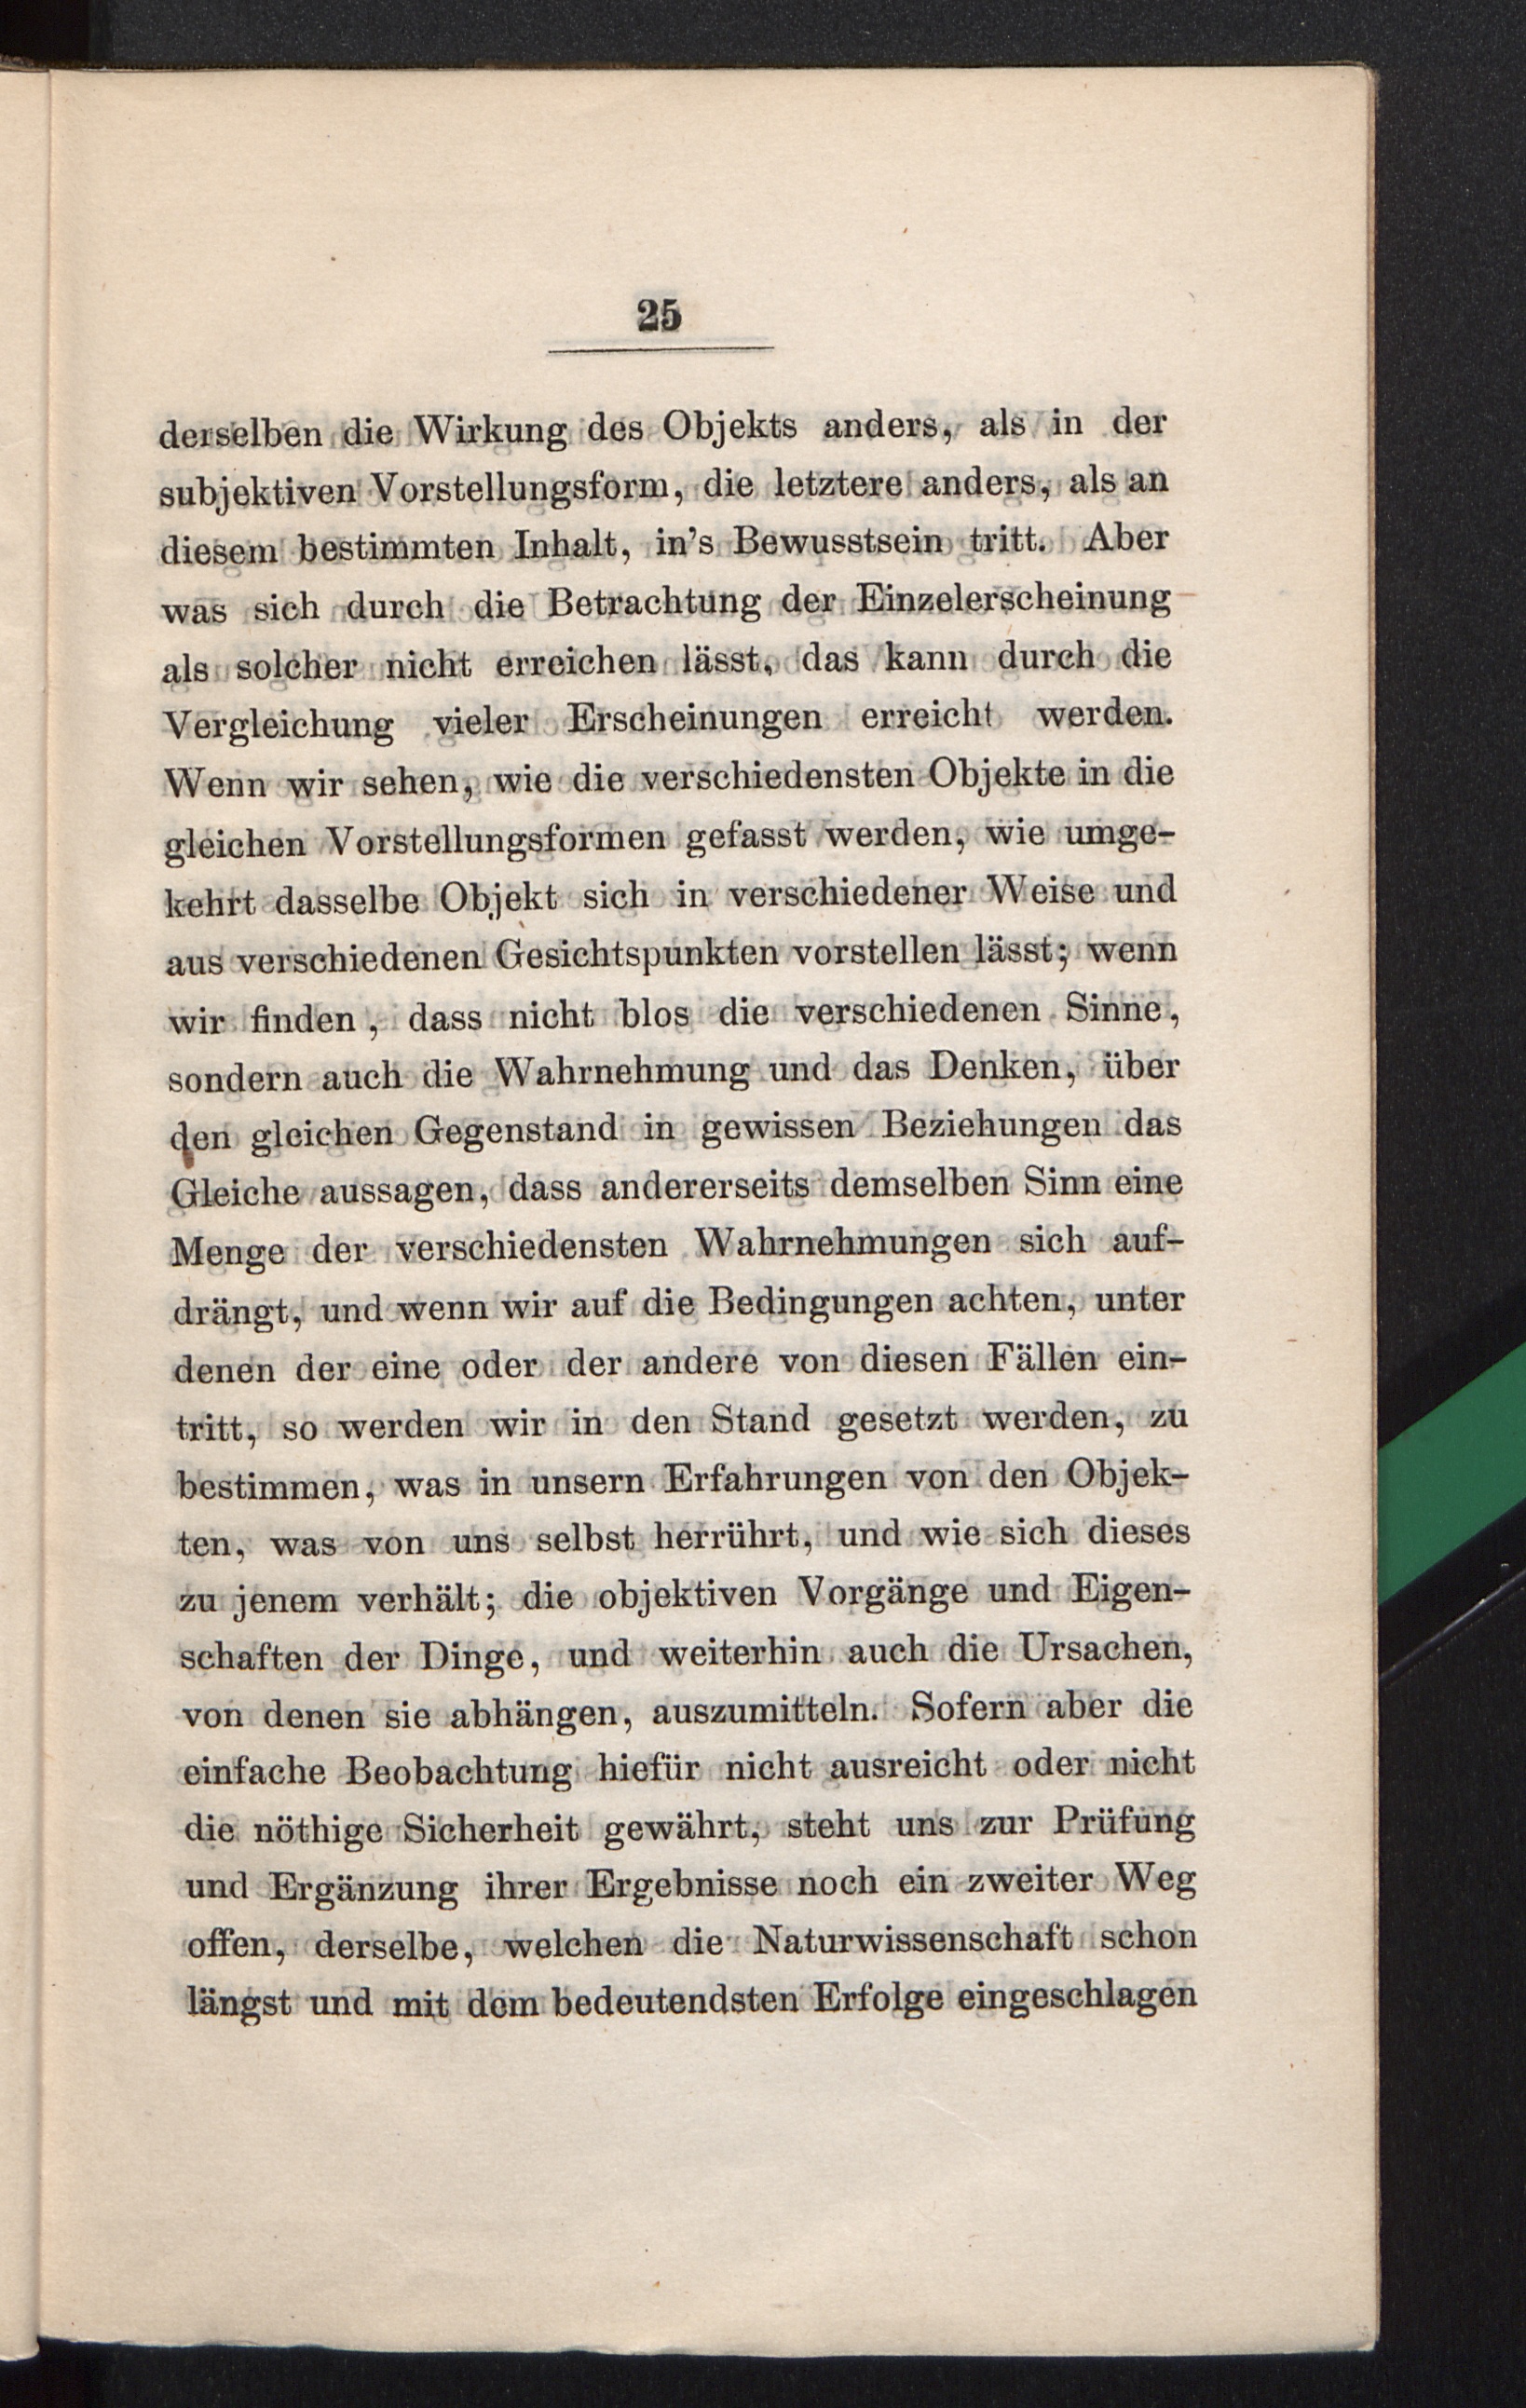 25
derselben die Wirkung des Objekts anders, als in der
subjektiven Vorstellungsform, die letztere anders, als an
diesem bestimmten Inhalt, in's Bewusstsein tritt. Aber
was sich durch die Betrachtung der Einzelerscheinung
als solcher nicht erreichen lässt, das kann durch die
Vergleichung vieler Erscheinungen erreicht werden.
Wenn wir sehen, wie die verschiedensten Objekte in die
gleichen Vorstellungsformen gefasst werden, wie umge-
kehrt dasselbe Objekt sich in verschiedener Weise und
aus verschiedenen Gesichtspunkten vorstellen lässt; wenn
wir finden, dass nicht blos die verschiedenen Sinne,
sondern auch die Wahrnehmung und das Denken, über
den gleichen Gegenstand in gewissen Beziehungen das
Gleiche aussagen, dass andererseits demselben Sinn eine
Menge der verschiedensten Wahrnehmungen sich auf-
drängt, und wenn wir auf die Bedingungen achten, unter
denen der eine oder der andere von diesen Fällen ein-
tritt, so werden wir in den Stand gesetzt werden, zu
bestimmen, was in unsern Erfahrungen von den Objek-
ten, was von uns selbst herrührt, und wie sich dieses
zu jenem verhält; die objektiven Vorgänge und Eigen-
schaften der Dinge, und weiterhin auch die Ursachen,
von denen sie abhängen, auszumitteln. Sofern aber die
einfache Beobachtung hiefür nicht ausreicht oder nicht
die nöthige Sicherheit gewährt, steht uns zur Prüfung
und Ergänzung ihrer Ergebnisse noch ein zweiter Weg
offen, derselbe, welchen die Naturwissenschaft schon
längst und mit dem bedeutendsten Erfolge eingeschlagen